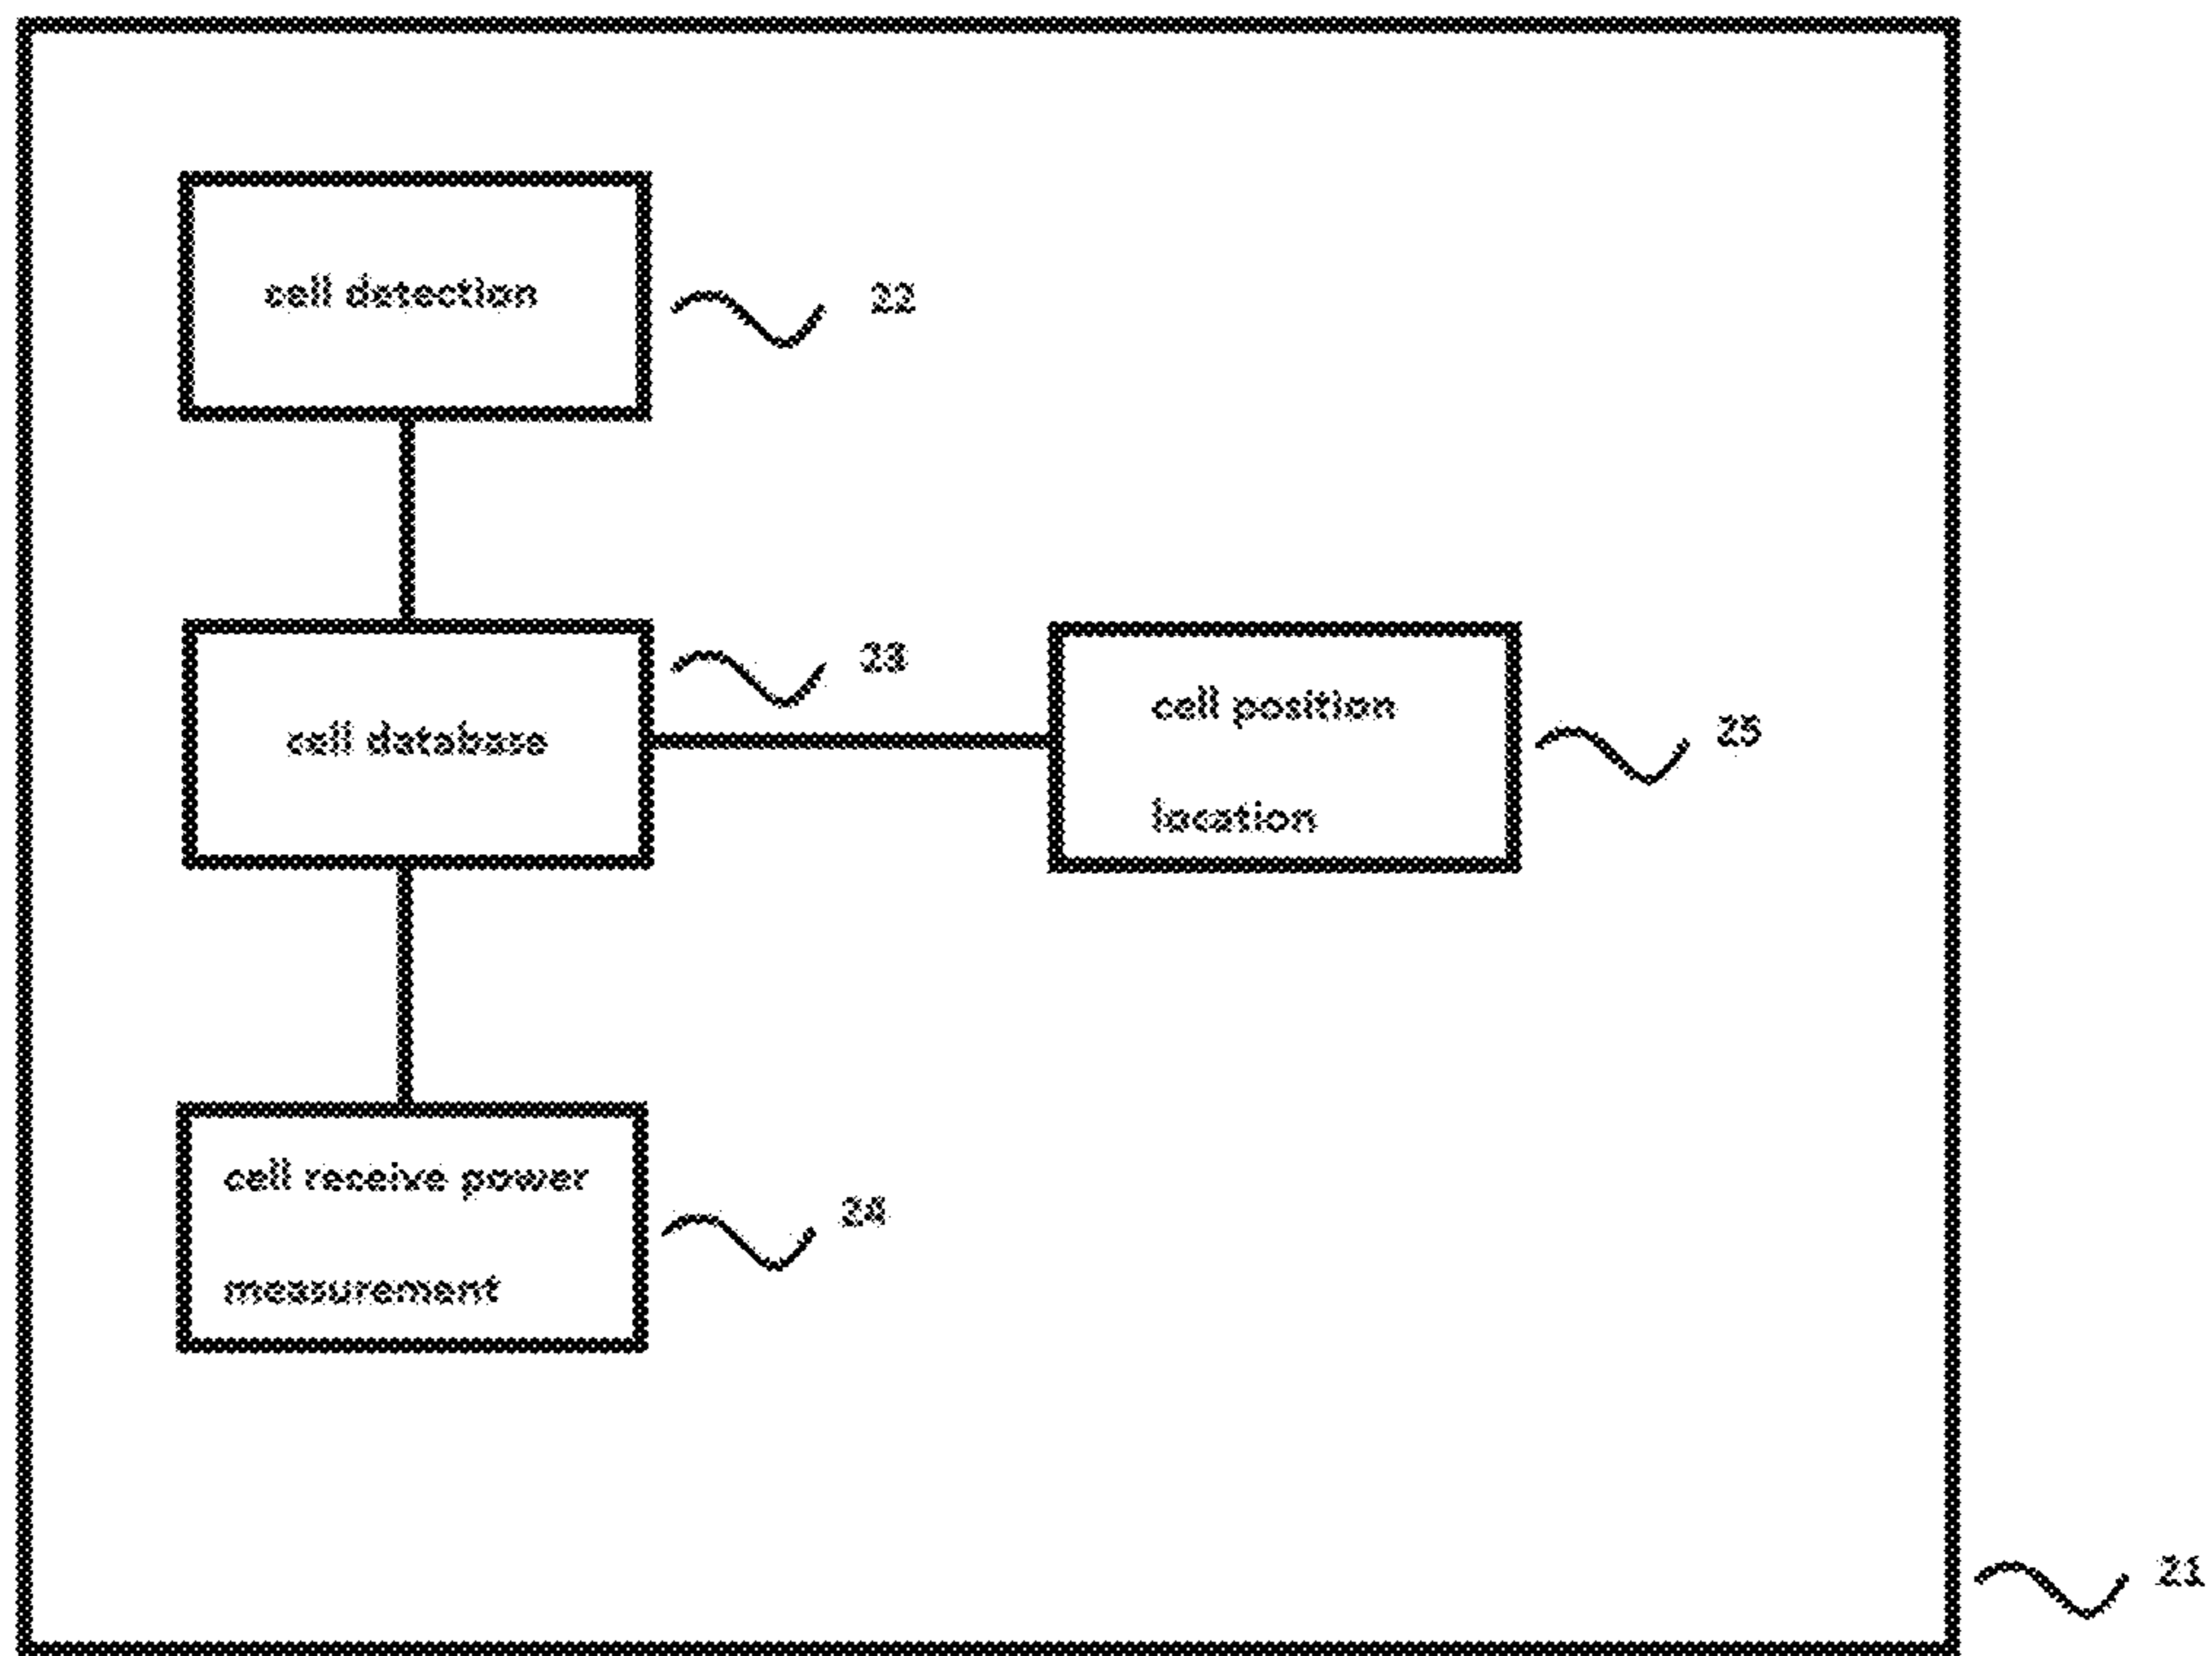 cell detection
22
23
cell database
cell position
location
25
cell receive power
measurement
24
21